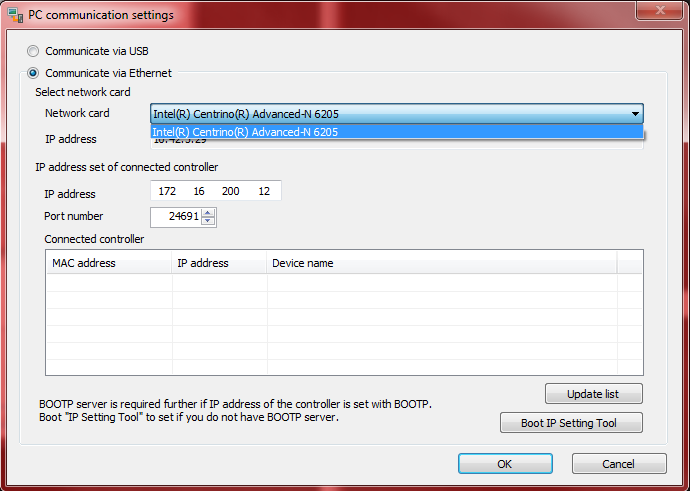 PC communication settings
Communicate via USB
Communicate via Ethernet
Select network card
Network card
Intel(R) Centrino(R) Advanced-N 6205
Intel(R) Centrino(R) Advanced-N 6205
IP address
IP address set of connected controller
IP address
172 16 200 12
Port number
24691
Connected controller
MAC address IP address Device name
Update list
BOOTP server is required further if IP address of the controller is set with BOOTP.
Boot "IP Setting Tool" to set if you do not have BOOTP server.
Boot IP Setting Tool
OK Cancel